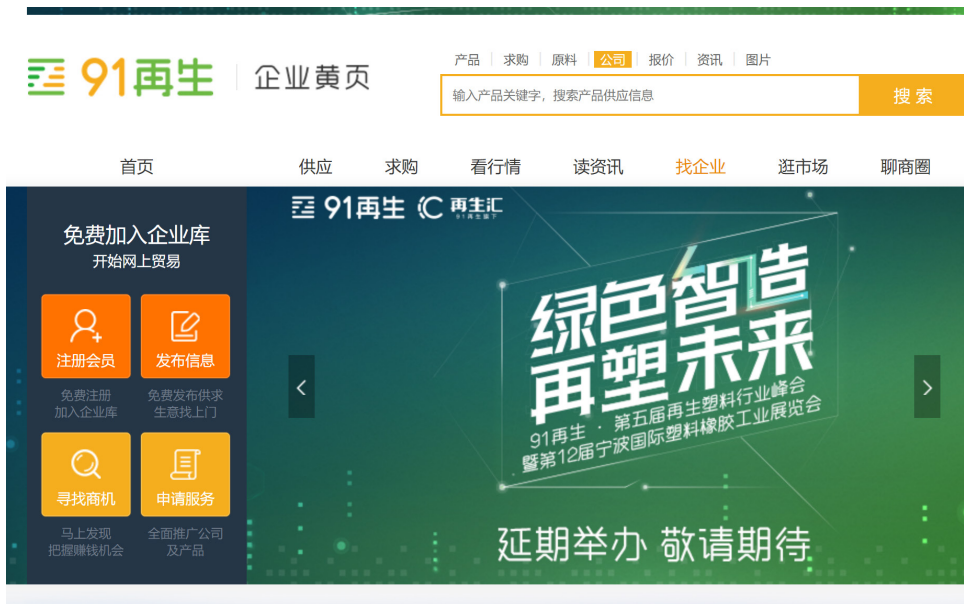 91再生 企业黄页
产品 求购 原料 公司 报价 资讯 图片
输入产品关键字，搜索产品供应信息
搜 索
首页 供应 求购 看行情 读资讯 找企业 逛市场 聊商圈
免费加入企业库
开始网上贸易
注册会员 发布信息
免费注册 免费发布供求
加入企业库 生意找上门
寻找商机 申请服务
马上发现 全面推广公司
把握赚钱机会 及产品
91再生 再生汇
91再生旗下
绿色智造
再塑未来
91再生 · 第五届再生塑料行业峰会
暨第12届宁波国际塑料橡胶工业展览会
延期举办 敬请期待